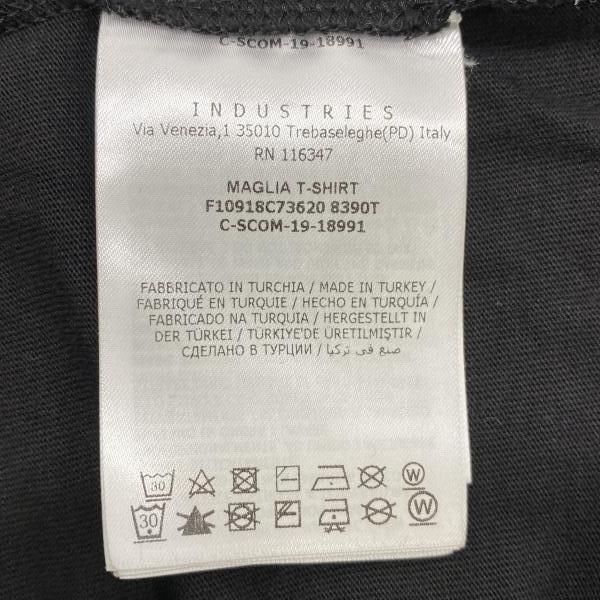 C-SCOM-19-18991
INDUSTRIES
Via Venezia,1 35010 Trebaseleghe(PD) Italy
RN 116347
MAGLIA T-SHIRT
F10918C73620 8390T
C-SCOM-19-18991
FABBRICATO IN TURCHIA / MADE IN TURKEY /
FABRIQUÉ EN TURQUIE / HECHO EN TURQUÍA /
FABRICADO NA TURQUIA / HERGESTELLT IN
DER TÜRKEI / TÜRKİYE'DE ÜRETILMIŞTIR /
СДЕЛАНО В ТУРЦИИ / صنع في تركيا
30 W
30 W